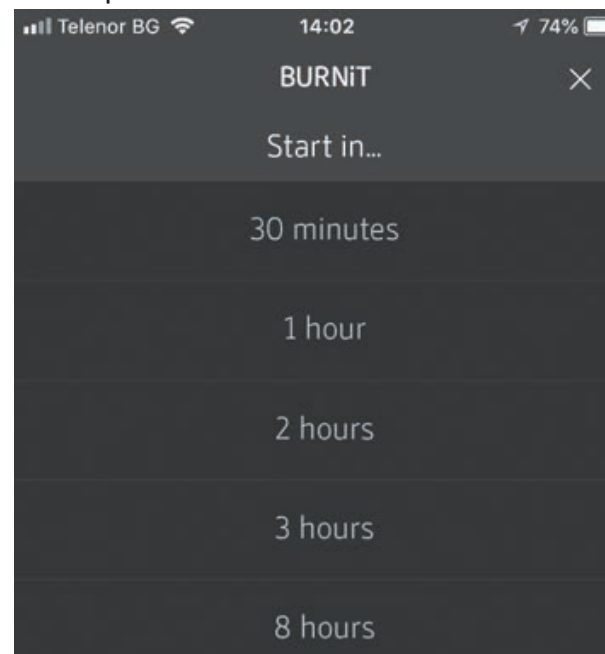 Telenor BG 14:02 74%
BURNiT
Start in...
30 minutes
1 hour
2 hours
3 hours
8 hours